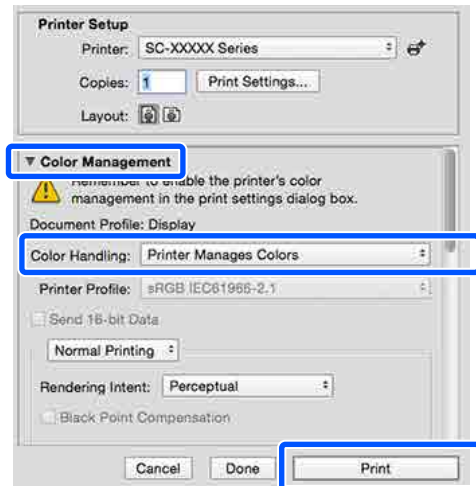 Printer Setup
Printer: SC-XXXXX Series
Copies: 1 Print Settings...
Layout:
▼ Color Management
Remember to enable the printer's color
management in the print settings dialog box.
Document Profile: Display
Color Handling: Printer Manages Colors
Printer Profile: sRGB IEC61966-2.1
Send 16-bit Data
Normal Printing
Rendering Intent: Perceptual
Black Point Compensation
Cancel Done Print